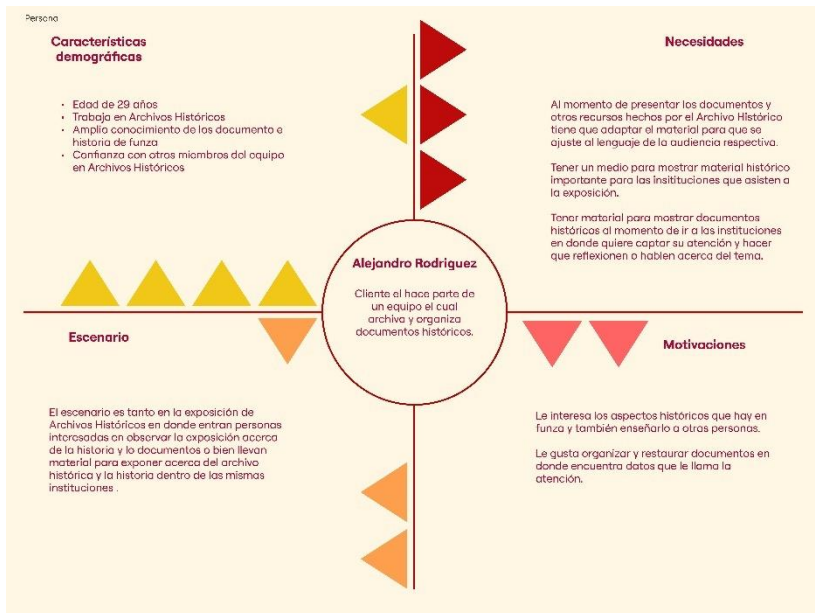 Persona
Características
demográficas
• Edad de 29 años
• Trabaja en Archivos Históricos
• Amplio conocimiento de los documento e
historia de funza
• Confianza con otros miembros del equipo
en Archivos Históricos
Necesidades
Al momento de presentar los documentos y
otros recursos hechos por el Archivo Histórico
tiene que adaptar el material para que se
ajuste al lenguaje de la audiencia respectiva.
Tener un medio para mostrar material histórico
importante para las insitituciones que asisten a
la exposición.
Tener material para mostrar documentos
históricos al momento de ir a las instituciones
en donde quiere captar su atención y hacer
que reflexionen o hablen acerca del tema.
Alejandro Rodriguez
Cliente el hace parte de
un equipo el cual
archiva y organiza
documentos históricos.
Escenario
El escenario es tanto en la exposición de
Archivos Históricos en donde entran personas
interesadas en observar la exposición acerca
de la historia y lo documentos o bien llevan
material para exponer acerca del archivo
histórica y la historia dentro de las mismas
instituciones .
Motivaciones
Le interesa los aspectos históricos que hay en
funza y también enseñarlo a otras personas.
Le gusta organizar y restaurar documentos en
donde encuentra datos que le llama la
atención.